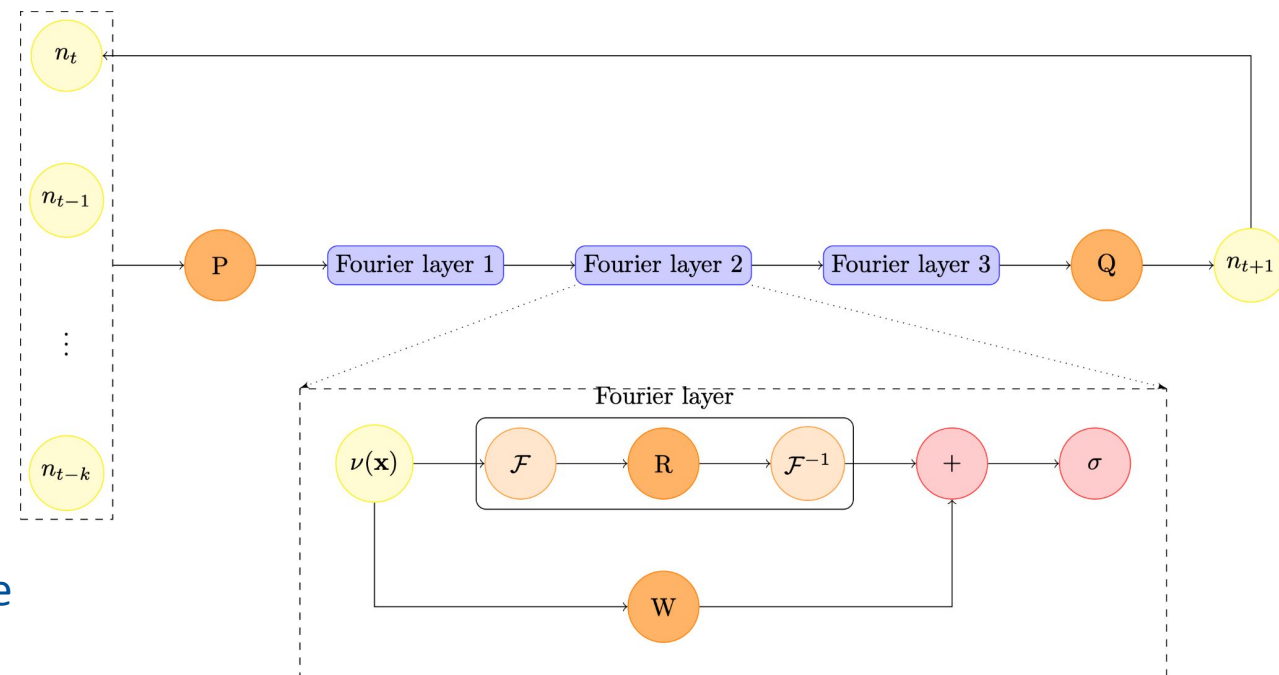 n_t
n_{t−1}
P
Fourier layer 1
Fourier layer 2
Fourier layer 3
Q
n_{t+1}
⋮
n_{t−k}
Fourier layer
ν(x)
ℱ
R
ℱ⁻¹
+
σ
W
e